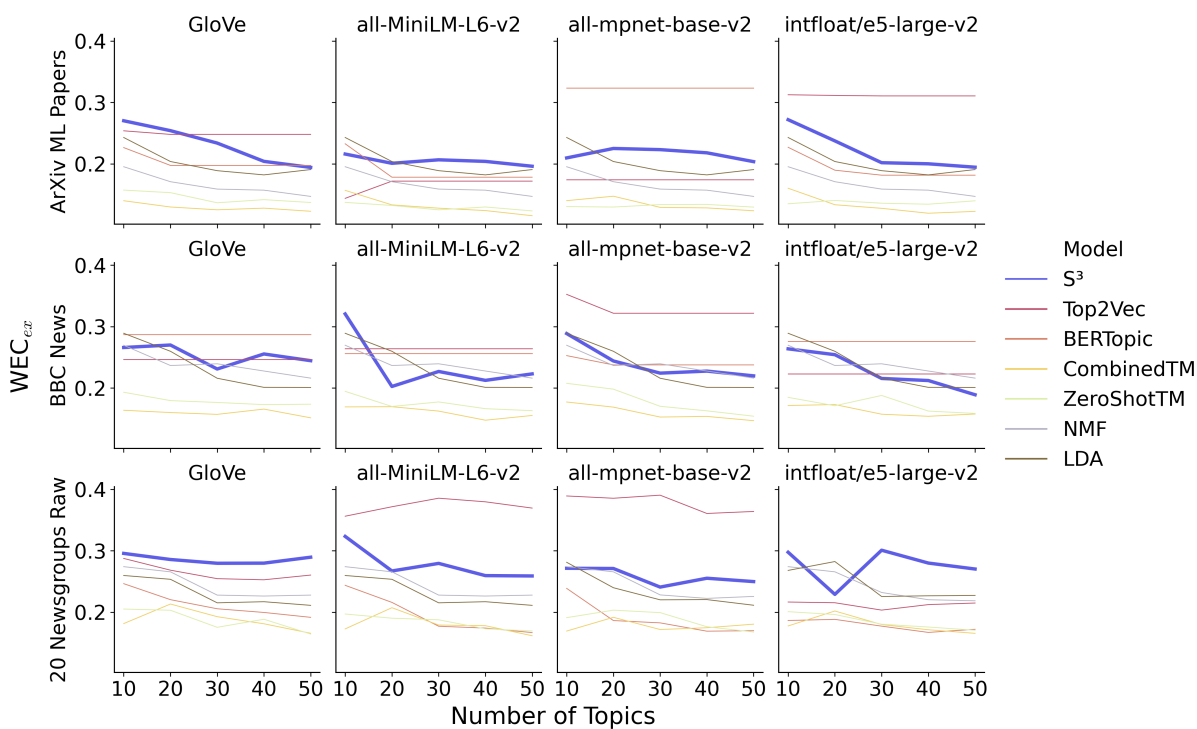 GloVe all-MiniLM-L6-v2 all-mpnet-base-v2 intfloat/e5-large-v2
ArXiv ML Papers
0.4
0.3
0.2
GloVe all-MiniLM-L6-v2 all-mpnet-base-v2 intfloat/e5-large-v2
WEC_ex
BBC News
0.4
0.3
0.2
GloVe all-MiniLM-L6-v2 all-mpnet-base-v2 intfloat/e5-large-v2
20 Newsgroups Raw
0.4
0.3
0.2
10 20 30 40 50 10 20 30 40 50 10 20 30 40 50 10 20 30 40 50
Number of Topics
Model
S³
Top2Vec
BERTopic
CombinedTM
ZeroShotTM
NMF
LDA